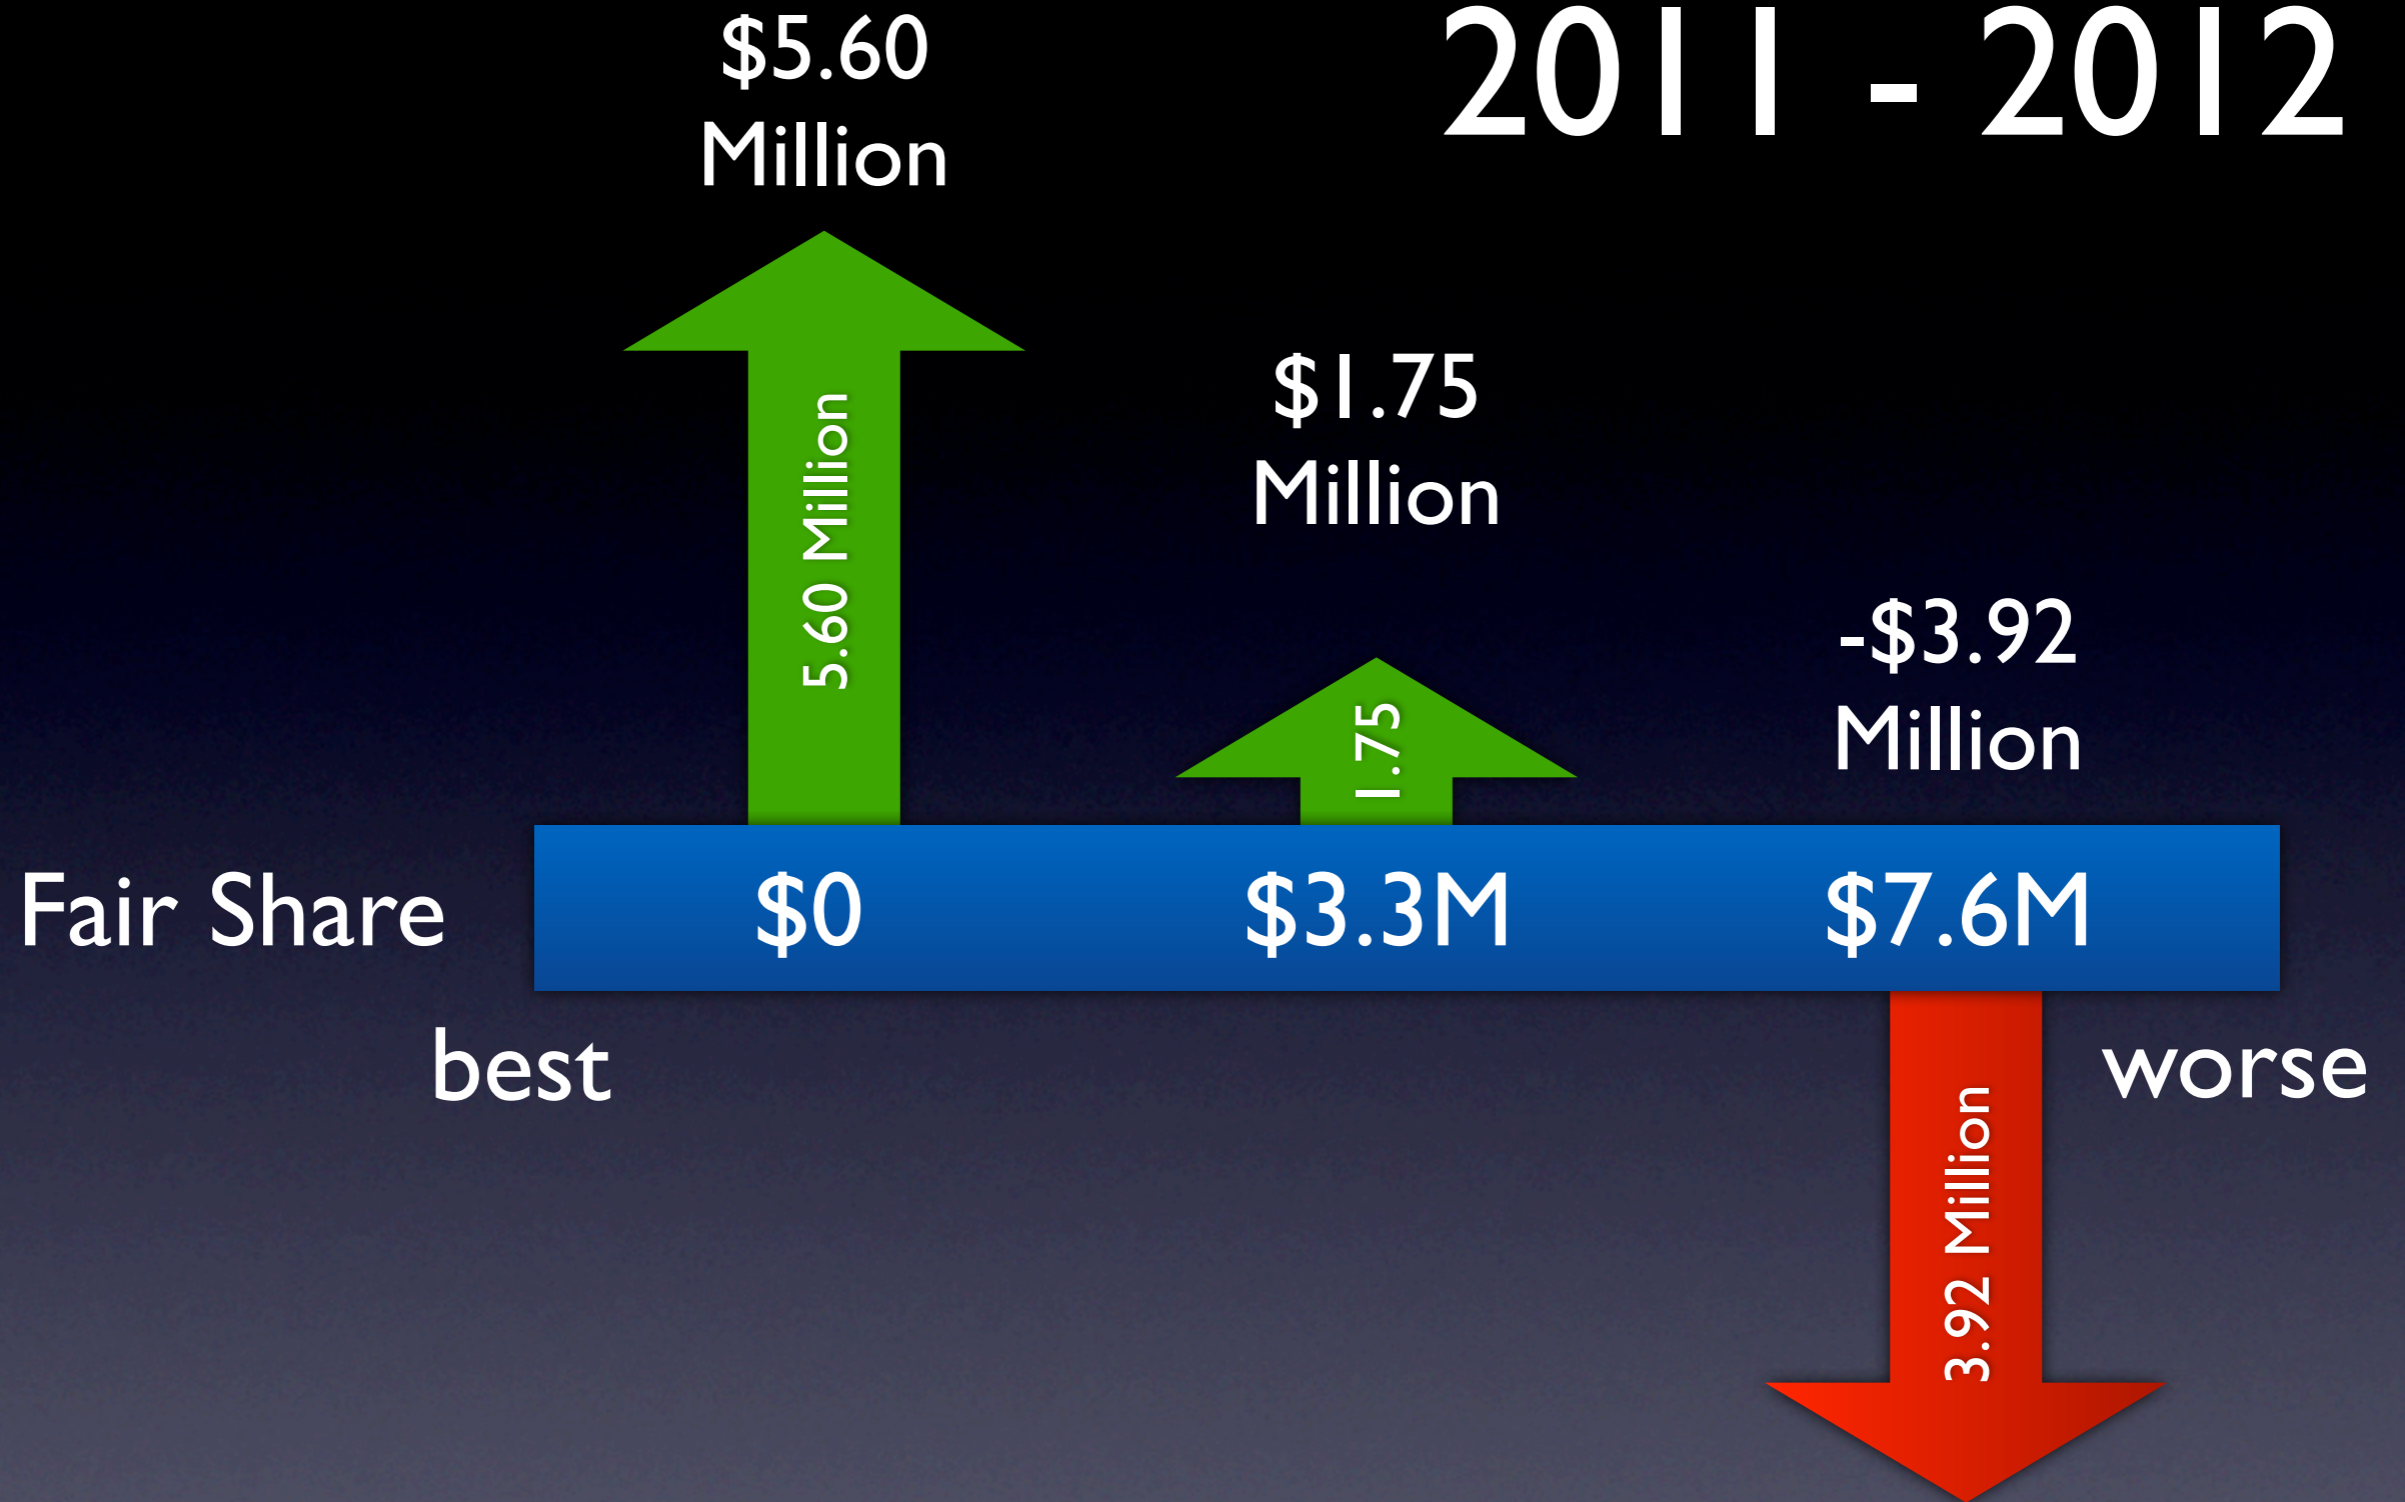 2011 - 2012
$5.60
Million
5.60 Million
$1.75
Million
1.75
-$3.92
Million
Fair Share
$0
$3.3M
$7.6M
best
worse
3.92 Million